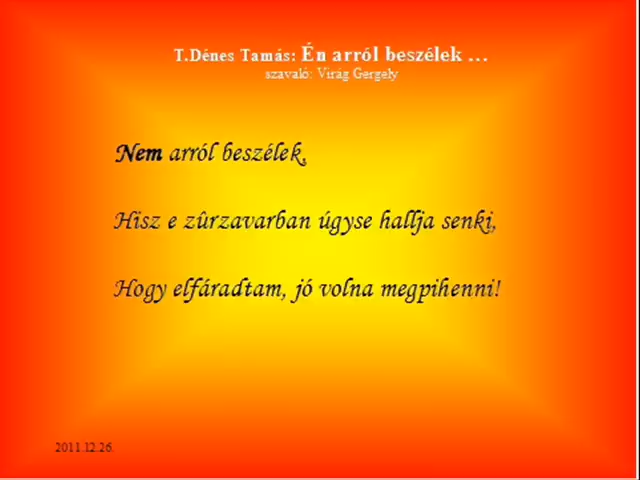 T.Dénes Tamás: Én arról beszélek …
szavaló: Virág Gergely
Nem arról beszélek,
Hisz e zûrzavarban úgyse hallja senki,
Hogy elfáradtam, jó volna megpihenni!
2011.12.26.